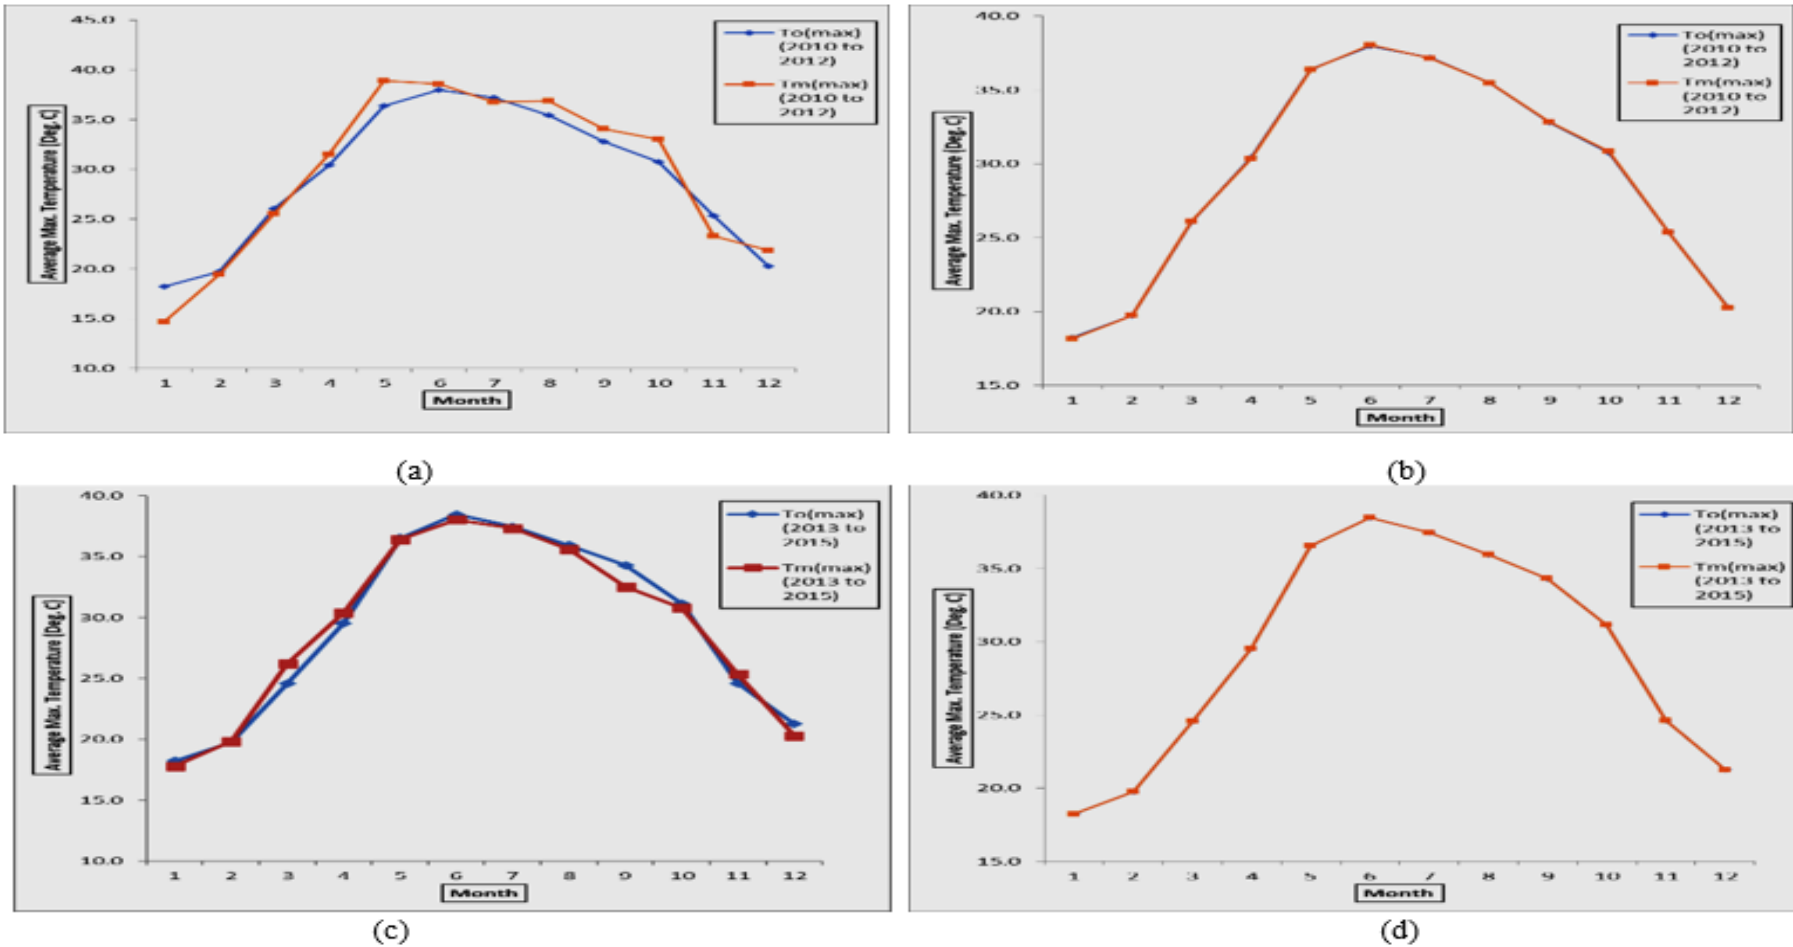 45.0
40.0
35.0
30.0
25.0
20.0
15.0
10.0
Average Max. Temperature (Deg. C)
1 2 3 4 5 6 7 8 9 10 11 12
Month
To(max)
(2010 to
2012)
Tm(max)
(2010 to
2012)
(a)
40.0
35.0
30.0
25.0
20.0
15.0
Average Max. Temperature (Deg. C)
1 2 3 4 5 6 7 8 9 10 11 12
Month
To(max)
(2010 to
2012)
Tm(max)
(2010 to
2012)
(b)
40.0
35.0
30.0
25.0
20.0
15.0
10.0
Average Max. Temperature (Deg. C)
1 2 3 4 5 6 7 8 9 10 11 12
Month
To(max)
(2013 to
2015)
Tm(max)
(2013 to
2015)
(c)
40.0
35.0
30.0
25.0
20.0
15.0
Average Max. Temperature (Deg. C)
1 2 3 4 5 6 7 8 9 10 11 12
Month
To(max)
(2013 to
2015)
Tm(max)
(2013 to
2015)
(d)